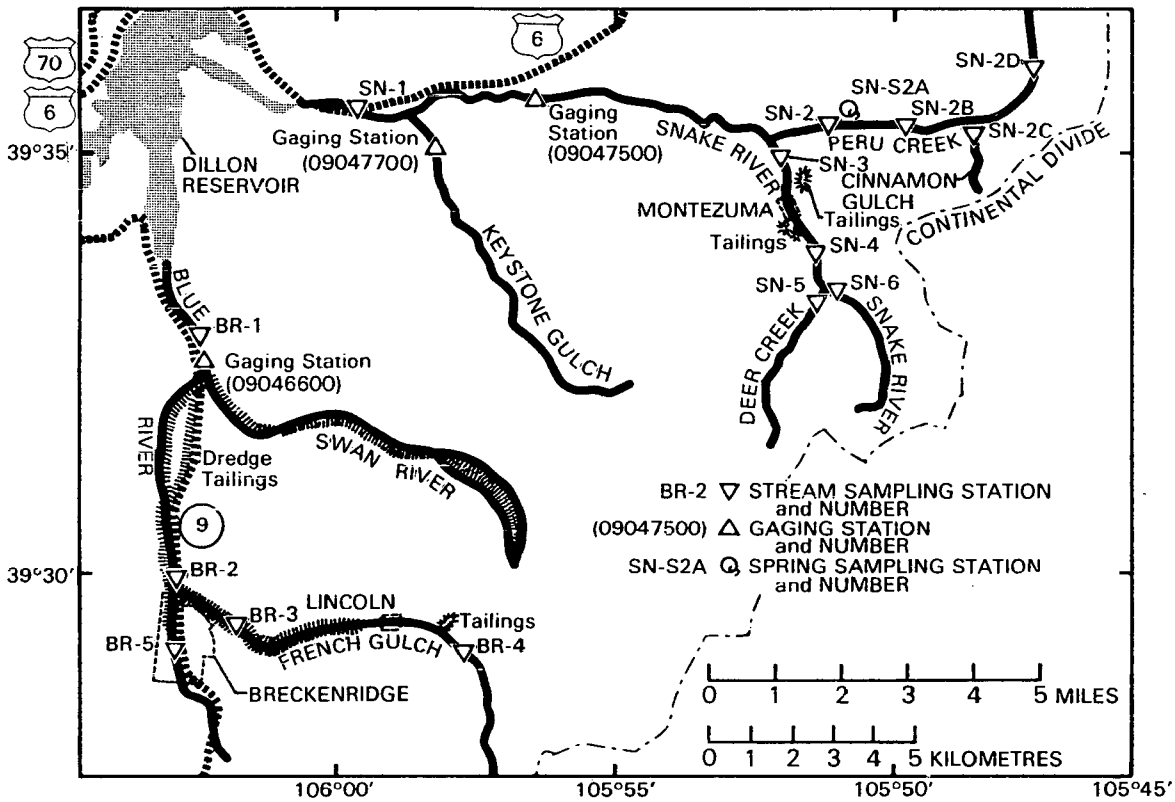 6
70
6
SN-1
SN-2D
SN-S2A
SN-2
SN-2B
Gaging Station
(09047700)
Gaging
Station
(09047500)
SNAKE RIVER
PERU CREEK
SN-2C
39°35'
DILLON
RESERVOIR
SN-3
CINNAMON
GULCH
Tailings
CONTINENTAL DIVIDE
MONTEZUMA
Tailings
SN-4
KEYSTONE GULCH
BLUE
SN-5
SN-6
BR-1
Gaging Station
(09046600)
DEER CREEK
SNAKE RIVER
RIVER
SWAN RIVER
Dredge
Tailings
9
BR-2 STREAM SAMPLING STATION
and NUMBER
(09047500) GAGING STATION
and NUMBER
SN-S2A SPRING SAMPLING STATION
and NUMBER
39°30'
BR-2
BR-3
LINCOLN
Tailings
FRENCH GULCH
BR-4
BR-5
BRECKENRIDGE
0 1 2 3 4 5 MILES
0 1 2 3 4 5 KILOMETRES
106°00'
105°55'
105°50'
105°45'